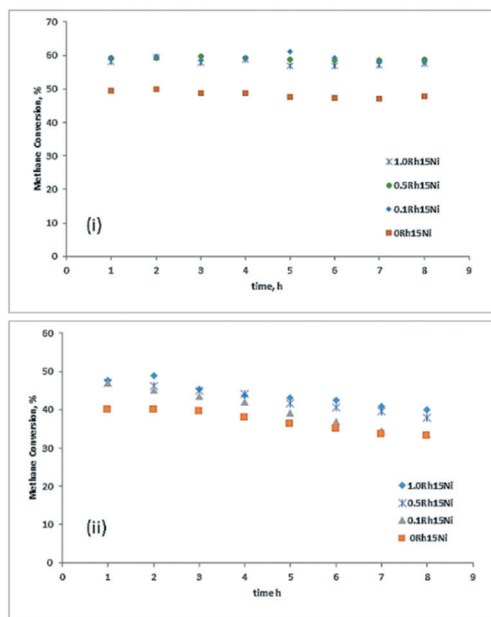 70
60
50
40
30
20
10
0
Methane Conversion, %
1.0Rh15Ni
0.5Rh15Ni
0.1Rh15Ni
0Rh15Ni
(i)
0 1 2 3 4 5 6 7 8 9
time, h
60
50
40
30
20
10
0
Methane Conversion, %
1.0Rh15Ni
0.5Rh15Ni
0.1Rh15Ni
0Rh15Ni
(ii)
0 1 2 3 4 5 6 7 8 9
time h